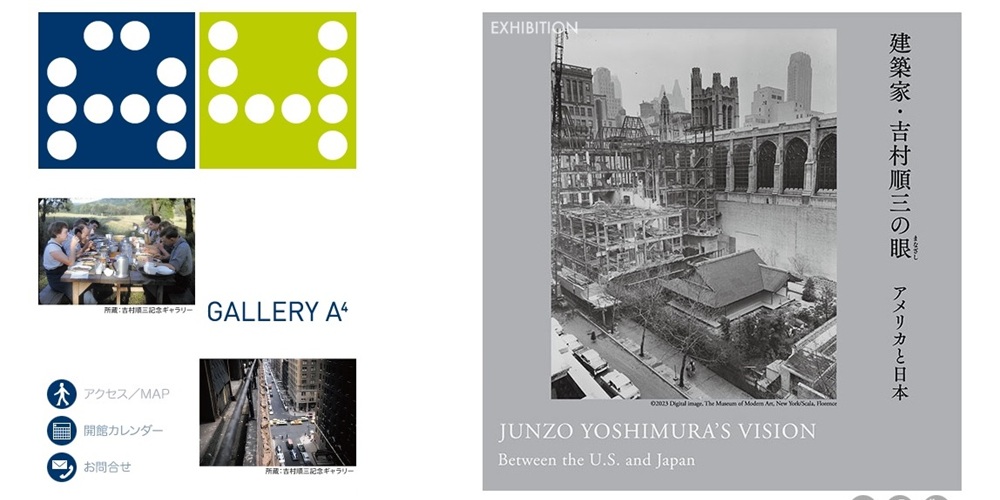 所蔵：吉村順三記念ギャラリー
GALLERY A⁴
アクセス／MAP
開館カレンダー
お問合せ
所蔵：吉村順三記念ギャラリー
EXHIBITION
建築家・吉村順三の眼 アメリカと日本
まなざし
©2023 Digital image, The Museum of Modern Art, New York/Scala, Florence
JUNZO YOSHIMURA'S VISION
Between the U.S. and Japan